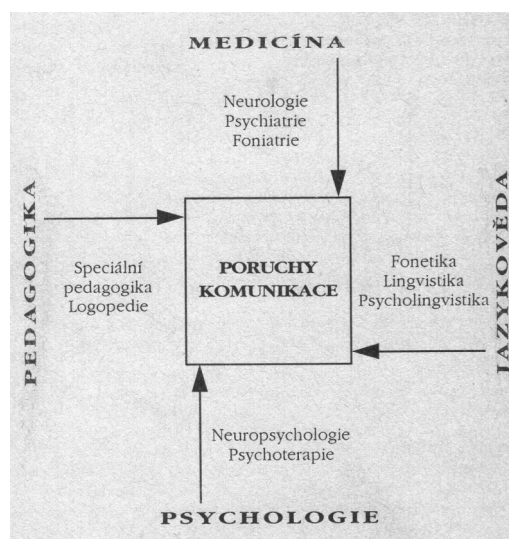 MEDICÍNA
Neurologie
Psychiatrie
Foniatrie
PEDAGOGIKA
Speciální
pedagogika
Logopedie
PORUCHY
KOMUNIKACE
Fonetika
Lingvistika
Psycholingvistika
JAZYKOVĚDA
Neuropsychologie
Psychoterapie
PSYCHOLOGIE